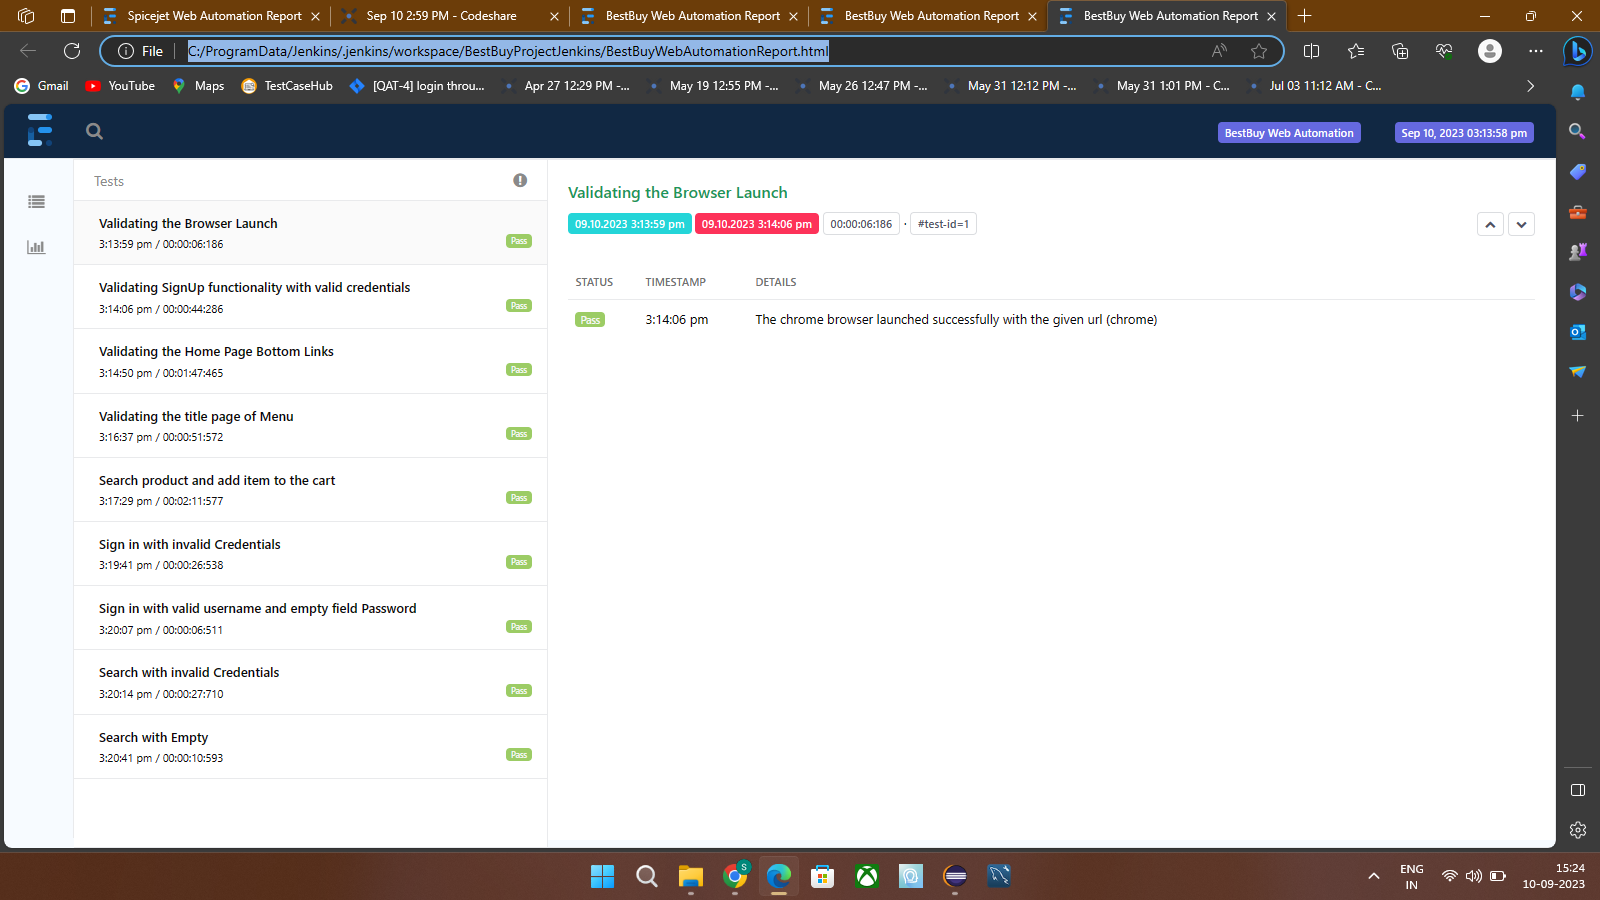 Spicejet Web Automation Report
Sep 10 2:59 PM - Codeshare
BestBuy Web Automation Report
BestBuy Web Automation Report
BestBuy Web Automation Report
File
C:/ProgramData/Jenkins/.jenkins/workspace/BestBuyProjectJenkins/BestBuyWebAutomationReport.html
Gmail
YouTube
Maps
TestCaseHub
[QAT-4] login throu...
Apr 27 12:29 PM -...
May 19 12:55 PM -...
May 26 12:47 PM -...
May 31 12:12 PM -...
May 31 1:01 PM - C...
Jul 03 11:12 AM - C...
BestBuy Web Automation
Sep 10, 2023 03:13:58 pm
Tests
Validating the Browser Launch
3:13:59 pm / 00:00:06:186
Pass
Validating SignUp functionality with valid credentials
3:14:06 pm / 00:00:44:286
Pass
Validating the Home Page Bottom Links
3:14:50 pm / 00:01:47:465
Pass
Validating the title page of Menu
3:16:37 pm / 00:00:51:572
Pass
Search product and add item to the cart
3:17:29 pm / 00:02:11:577
Pass
Sign in with invalid Credentials
3:19:41 pm / 00:00:26:538
Pass
Sign in with valid username and empty field Password
3:20:07 pm / 00:00:06:511
Pass
Search with invalid Credentials
3:20:14 pm / 00:00:27:710
Pass
Search with Empty
3:20:41 pm / 00:00:10:593
Pass
Validating the Browser Launch
09.10.2023 3:13:59 pm
09.10.2023 3:14:06 pm
00:00:06:186
· #test-id=1
STATUS TIMESTAMP DETAILS
Pass 3:14:06 pm The chrome browser launched successfully with the given url (chrome)
S
ENG
IN
15:24
10-09-2023